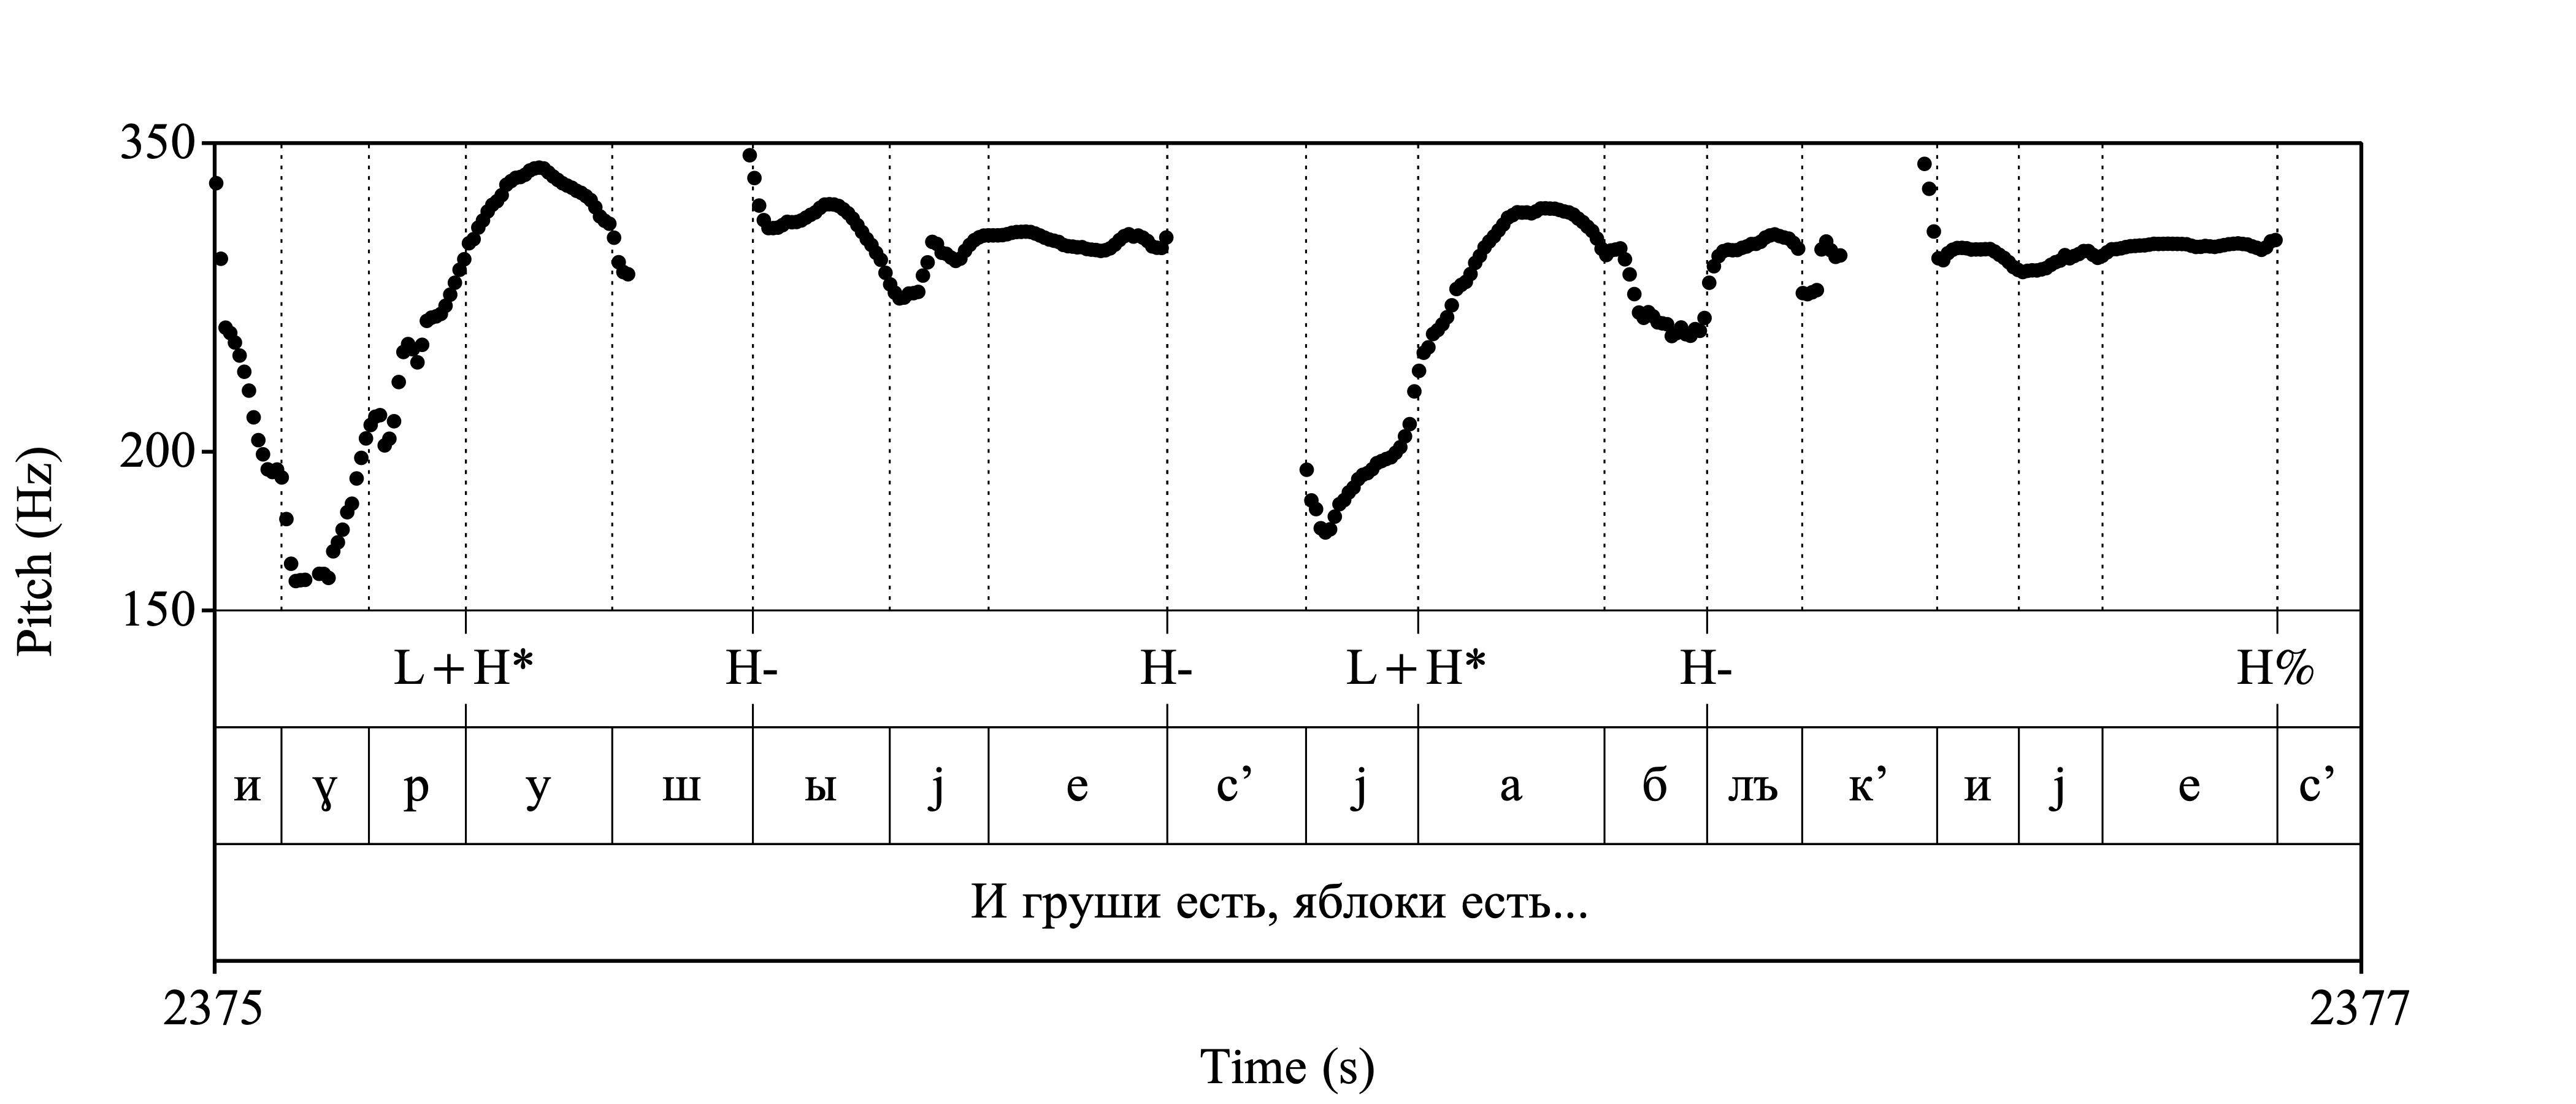 350
200
150
Pitch (Hz)
L+H* H- H- L+H* H- H%
и ɣ р у ш ы j е с’ j а б лъ к’ и j е с’
И груши есть, яблоки есть...
2375 2377
Time (s)